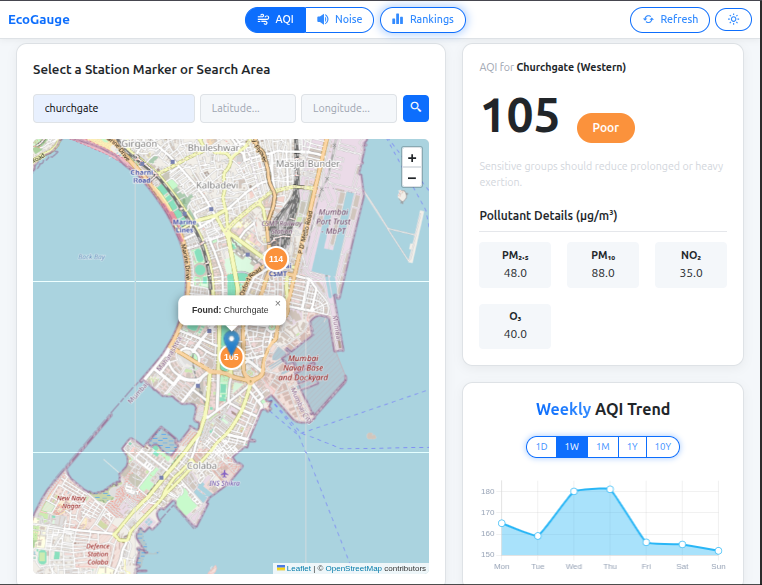 EcoGauge
AQI
Noise
Rankings
Refresh
Select a Station Marker or Search Area
churchgate
Latitude...
Longitude...
Girgaon
Bhuleshwar
Masjid Bunder
Charni
Road
Kalbadevi
+
−
Marine
Lines
Mumbai
Port Trust
MbPT
P D'Mello Road
Marine Drive
114
CSMT
Back Bay
×
Found: Churchgate
105
Mumbai
Naval Base
and Dockyard
Colaba
INS Shikra
New Navy
Nagar
Defence
Station
Colaba
Leaflet | © OpenStreetMap contributors
AQI for Churchgate (Western)
105
Poor
Sensitive groups should reduce prolonged or heavy
exertion.
Pollutant Details (µg/m³)
PM₂.₅
48.0
PM₁₀
88.0
NO₂
35.0
O₃
40.0
Weekly AQI Trend
1D
1W
1M
1Y
10Y
180
170
160
150
Mon
Tue
Wed
Thu
Fri
Sat
Sun